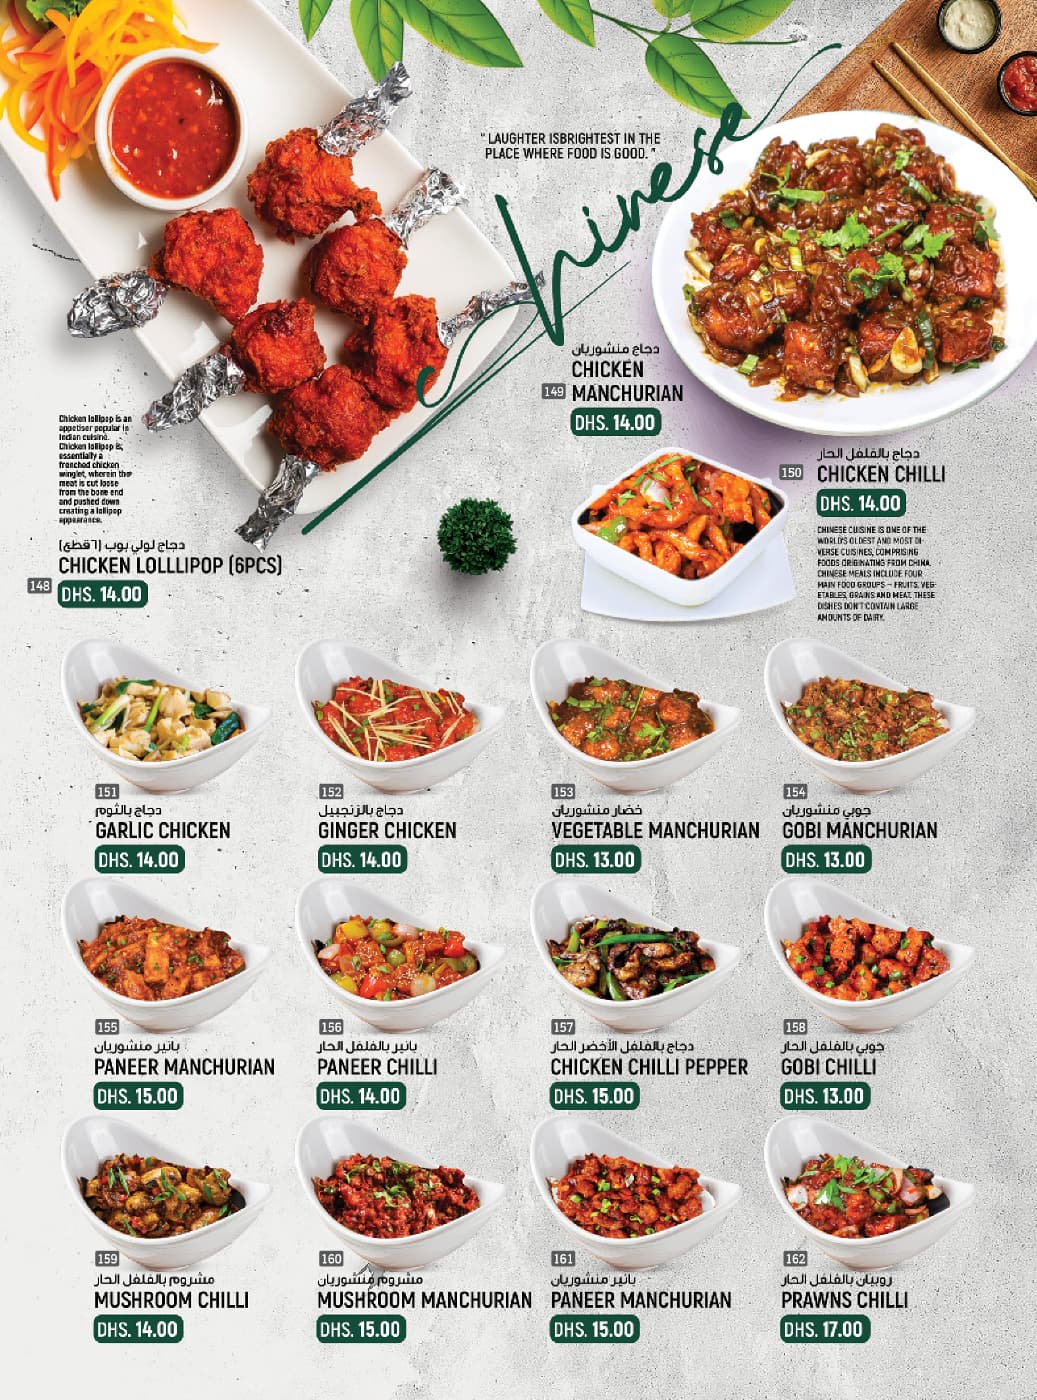 " LAUGHTER ISBRIGHTEST IN THE
PLACE WHERE FOOD IS GOOD. "
Chinese
دجاج منشوريان
CHICKEN
149 MANCHURIAN
DHS. 14.00
Chicken lollipop is an
appetiser popular in
Indian cuisine.
Chicken lollipop is,
essentially a
frenched chicken
winglet, wherein the
meat is cut loose
from the bone end
and pushed down
creating a lollipop
appearance.
دجاج لولي بوب (٦قطع)
CHICKEN LOLLLIPOP (6PCS)
148 DHS. 14.00
دجاج بالفلفل الحار
150 CHICKEN CHILLI
DHS. 14.00
CHINESE CUISINE IS ONE OF THE
WORLD'S OLDEST AND MOST DI-
VERSE CUISINES, COMPRISING
FOODS ORIGINATING FROM CHINA.
CHINESE MEALS INCLUDE FOUR
MAIN FOOD GROUPS – FRUITS, VEG-
ETABLES, GRAINS AND MEAT. THESE
DISHES DON'T CONTAIN LARGE
AMOUNTS OF DAIRY.
151
دجاج بالثوم
GARLIC CHICKEN
DHS. 14.00
152
دجاج بالزنجبيل
GINGER CHICKEN
DHS. 14.00
153
خضار منشوريان
VEGETABLE MANCHURIAN
DHS. 13.00
154
جوبي منشوريان
GOBI MANCHURIAN
DHS. 13.00
155
بانير منشوريان
PANEER MANCHURIAN
DHS. 15.00
156
بانير بالفلفل الحار
PANEER CHILLI
DHS. 14.00
157
دجاج بالفلفل الأخضر الحار
CHICKEN CHILLI PEPPER
DHS. 15.00
158
جوبي بالفلفل الحار
GOBI CHILLI
DHS. 13.00
159
مشروم بالفلفل الحار
MUSHROOM CHILLI
DHS. 14.00
160
مشروم منشوريان
MUSHROOM MANCHURIAN
DHS. 15.00
161
بانير منشوريان
PANEER MANCHURIAN
DHS. 15.00
162
روبيان بالفلفل الحار
PRAWNS CHILLI
DHS. 17.00